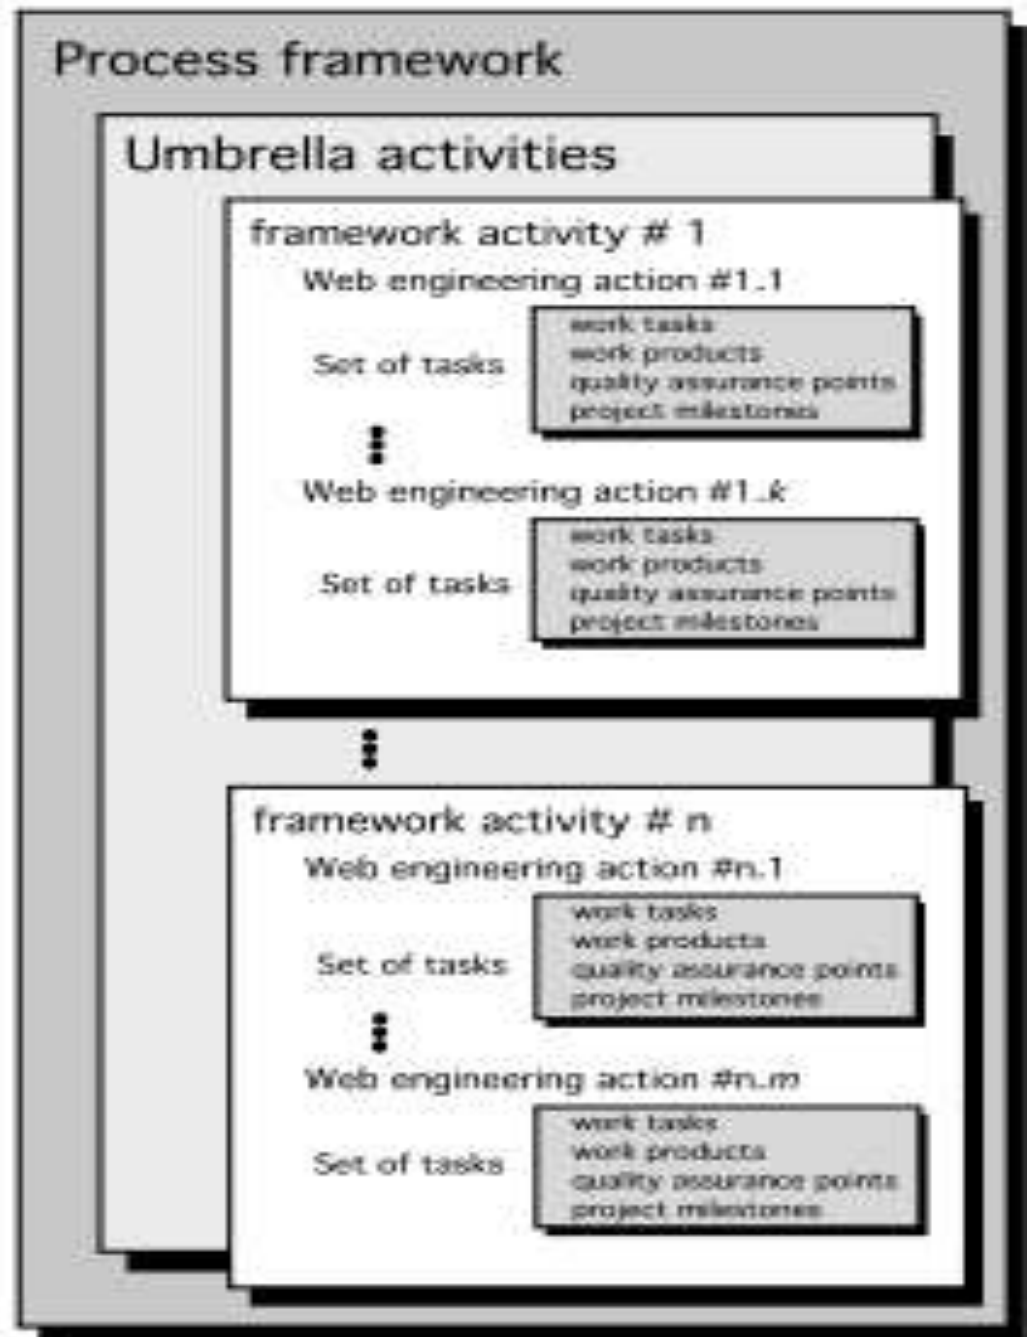 Process framework
Umbrella activities
framework activity # 1
Web engineering action #1.1
Set of tasks
work tasks
work products
quality assurance points
project milestones
Web engineering action #1.k
Set of tasks
work tasks
work products
quality assurance points
project milestones
framework activity # n
Web engineering action #n.1
Set of tasks
work tasks
work products
quality assurance points
project milestones
Web engineering action #n.m
Set of tasks
work tasks
work products
quality assurance points
project milestones